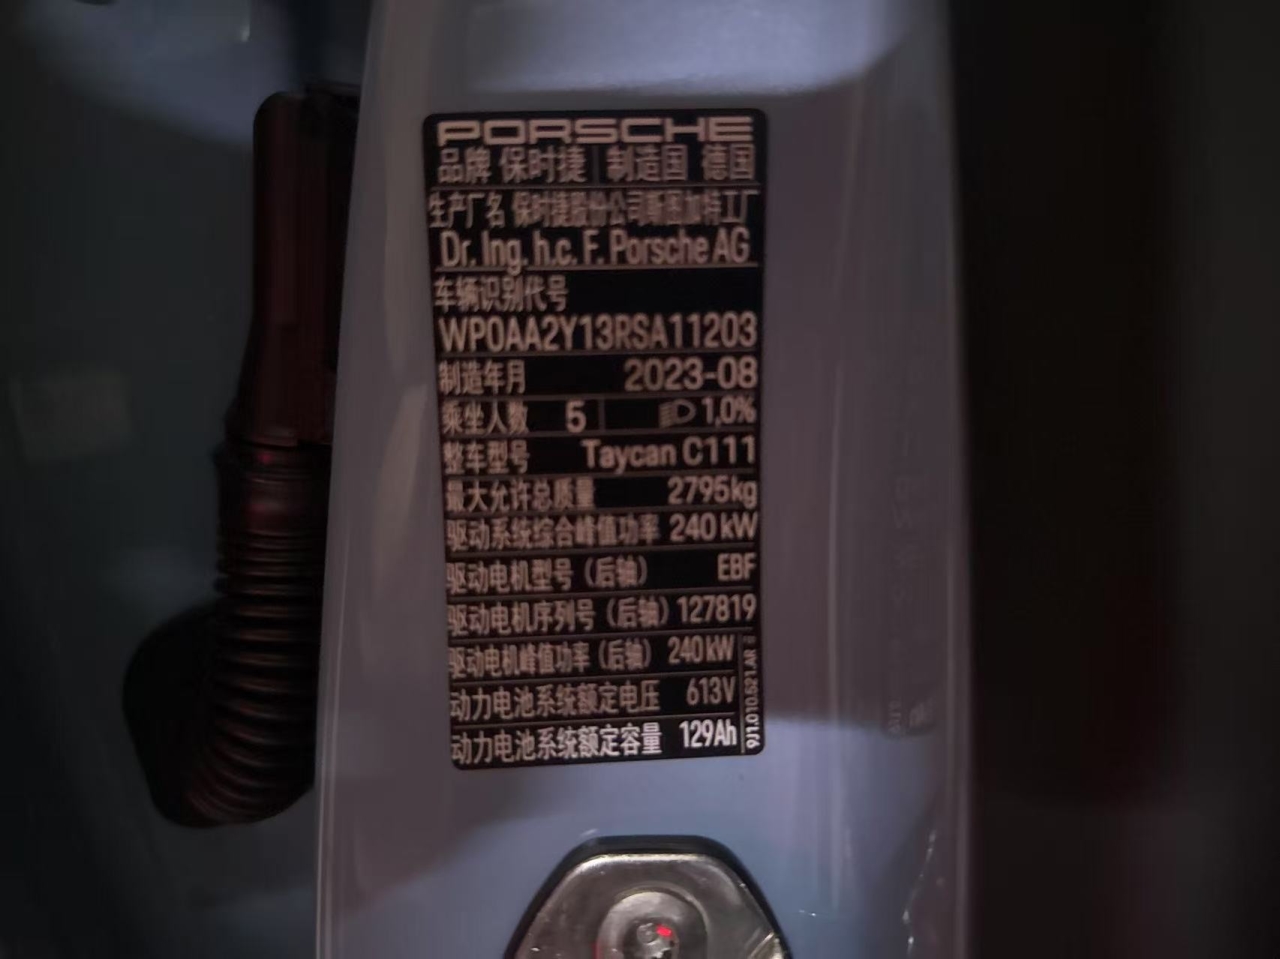 PORSCHE
品牌 保时捷 制造国 德国
生产厂名 保时捷股份公司斯图加特工厂
Dr. Ing. h.c. F. Porsche AG
车辆识别代号
WP0AA2Y13RSA11203
制造年月 2023-08
乘坐人数 5 1,0%
整车型号 Taycan C111
最大允许总质量 2795kg
驱动系统综合峰值功率 240 kW
驱动电机型号（后轴） EBF
驱动电机序列号（后轴） 127819
驱动电机峰值功率（后轴） 240 kW
动力电池系统额定电压 613V
动力电池系统额定容量 129Ah
9J1.010.521.AR